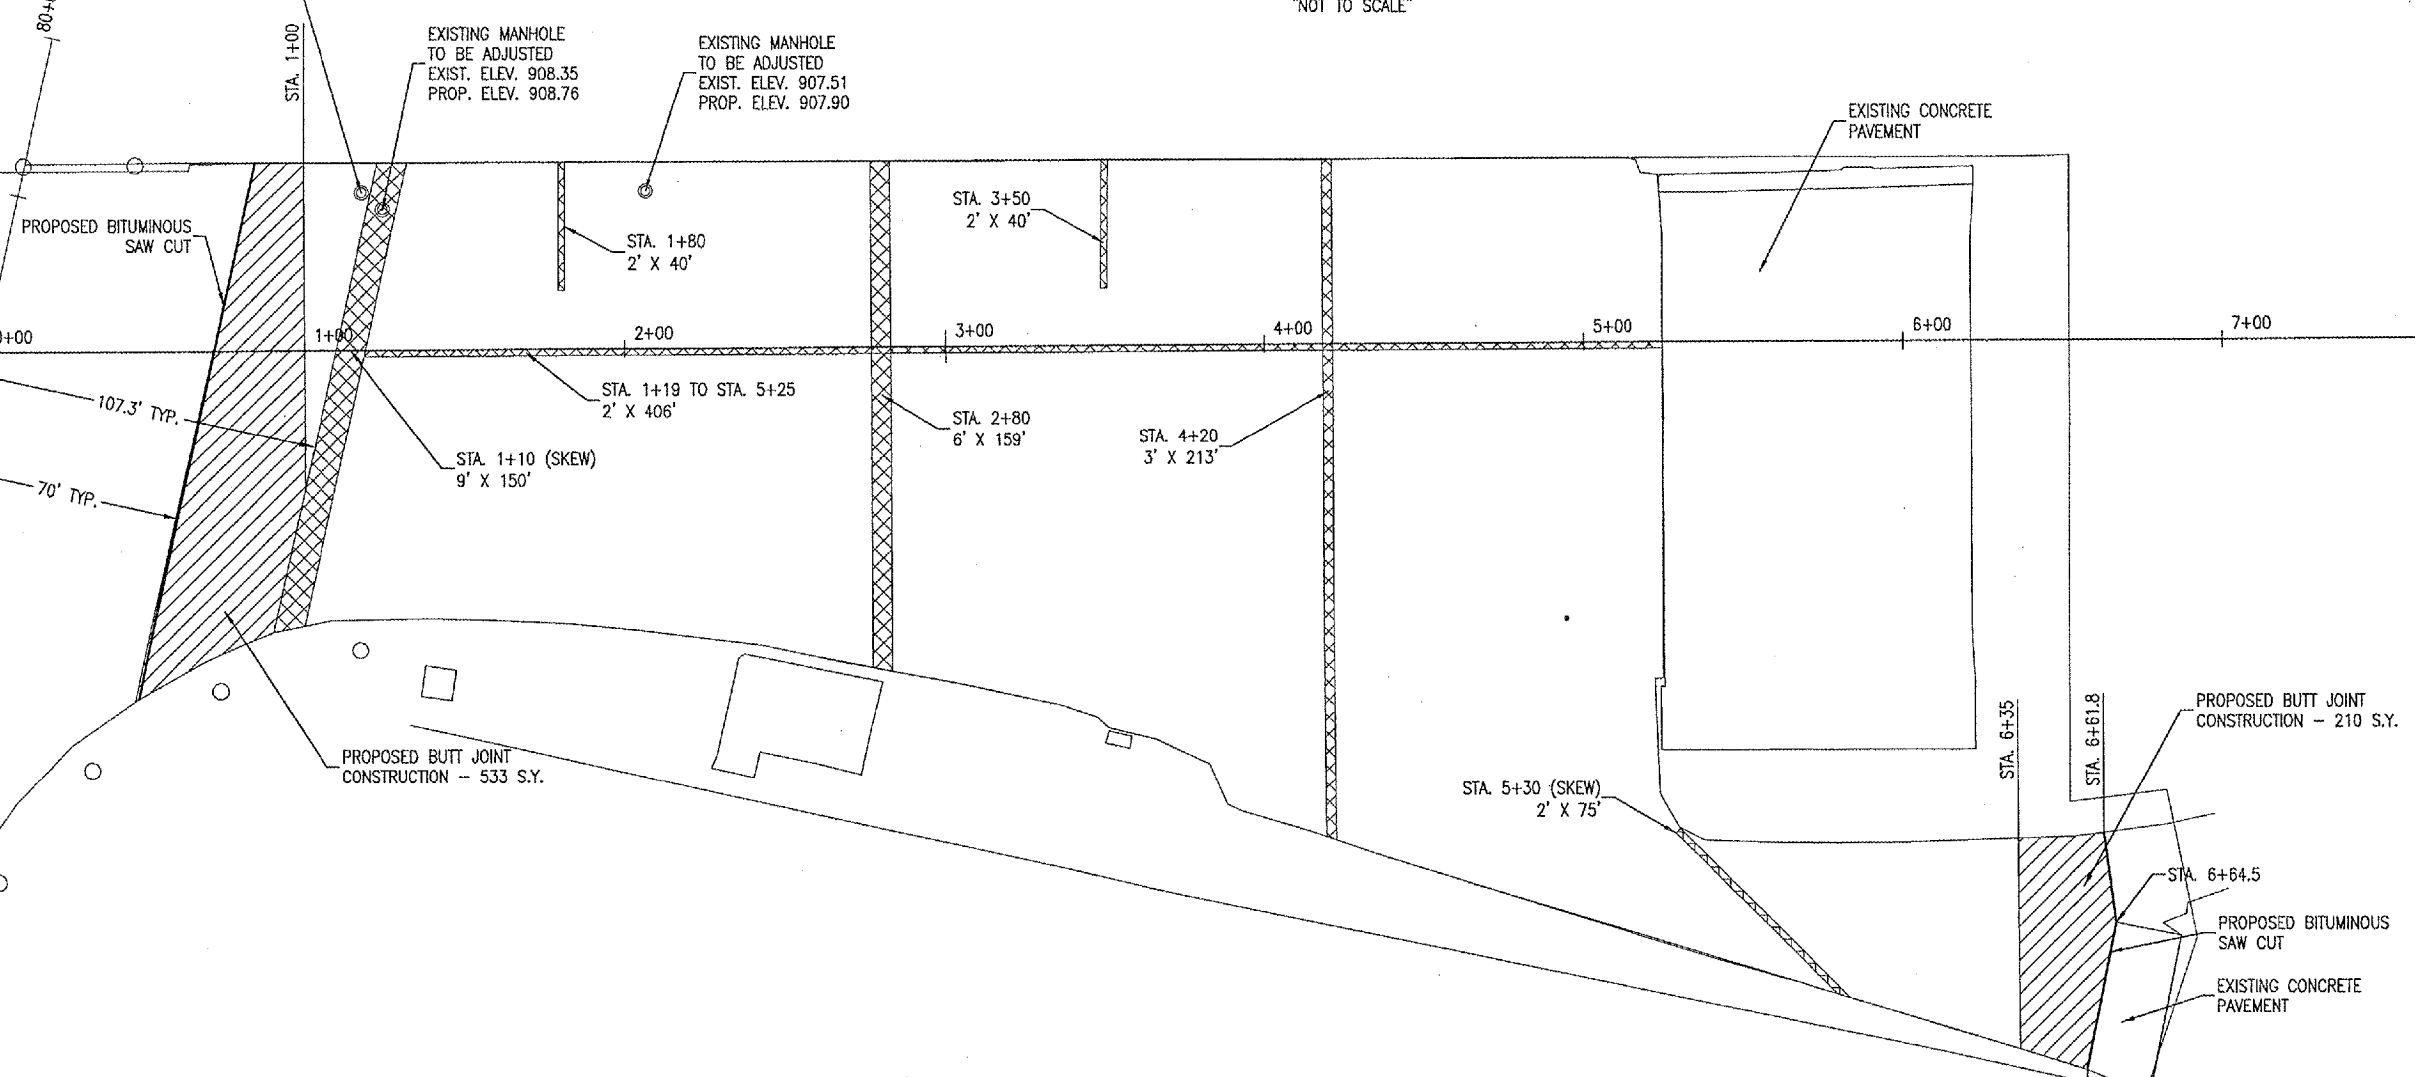 "NOT TO SCALE"
STA. 1+00
EXISTING MANHOLE
TO BE ADJUSTED
EXIST. ELEV. 908.35
PROP. ELEV. 908.76
EXISTING MANHOLE
TO BE ADJUSTED
EXIST. ELEV. 907.51
PROP. ELEV. 907.90
EXISTING CONCRETE
PAVEMENT
PROPOSED BITUMINOUS
SAW CUT
STA. 1+80
2' X 40'
STA. 3+50
2' X 40'
0+00
1+00
2+00
3+00
4+00
5+00
6+00
7+00
107.3' TYP.
70' TYP.
STA. 1+19 TO STA. 5+25
2' X 406'
STA. 1+10 (SKEW)
9' X 150'
STA. 2+80
6' X 159'
STA. 4+20
3' X 213'
PROPOSED BUTT JOINT
CONSTRUCTION – 533 S.Y.
STA. 5+30 (SKEW)
2' X 75'
STA. 6+35
STA. 6+61.8
PROPOSED BUTT JOINT
CONSTRUCTION – 210 S.Y.
STA. 6+64.5
PROPOSED BITUMINOUS
SAW CUT
EXISTING CONCRETE
PAVEMENT